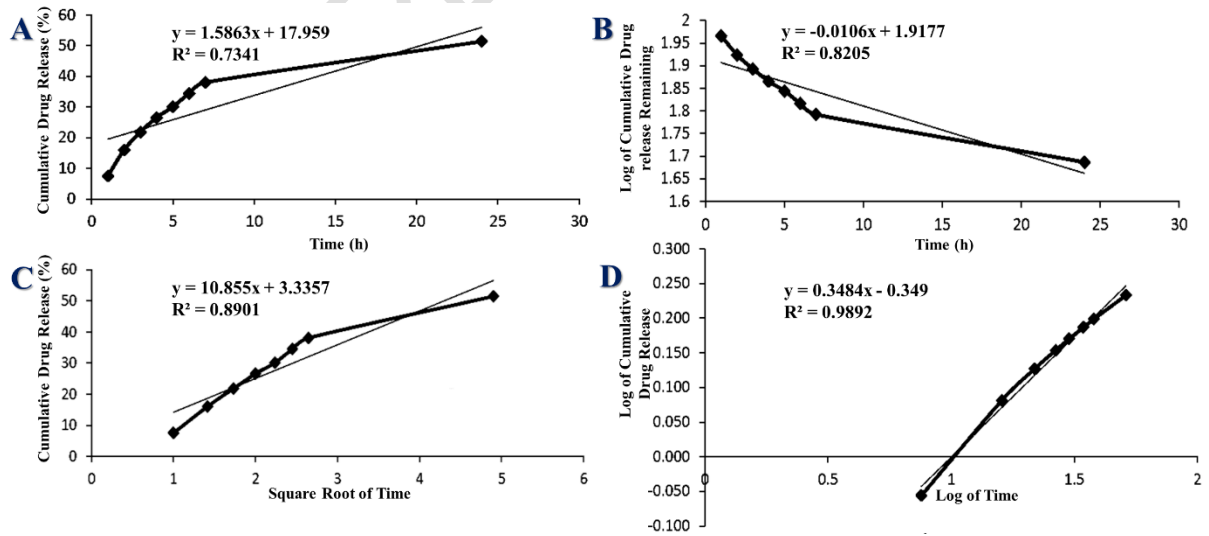 A
Cumulative Drug Release (%)
60
50
40
30
20
10
0
y = 1.5863x + 17.959
R² = 0.7341
0 5 10 15 20 25 30
Time (h)
B
Log of Cumulative Drug
release Remaining
2
1.95
1.9
1.85
1.8
1.75
1.7
1.65
1.6
y = -0.0106x + 1.9177
R² = 0.8205
0 5 10 15 20 25 30
Time (h)
C
Cumulative Drug Release (%)
60
50
40
30
20
10
0
y = 10.855x + 3.3357
R² = 0.8901
0 1 2 3 4 5 6
Square Root of Time
D
Log of Cumulative
Drug Release
0.300
0.250
0.200
0.150
0.100
0.050
0.000
-0.050
-0.100
y = 0.3484x - 0.349
R² = 0.9892
0 0.5 1 1.5 2
Log of Time